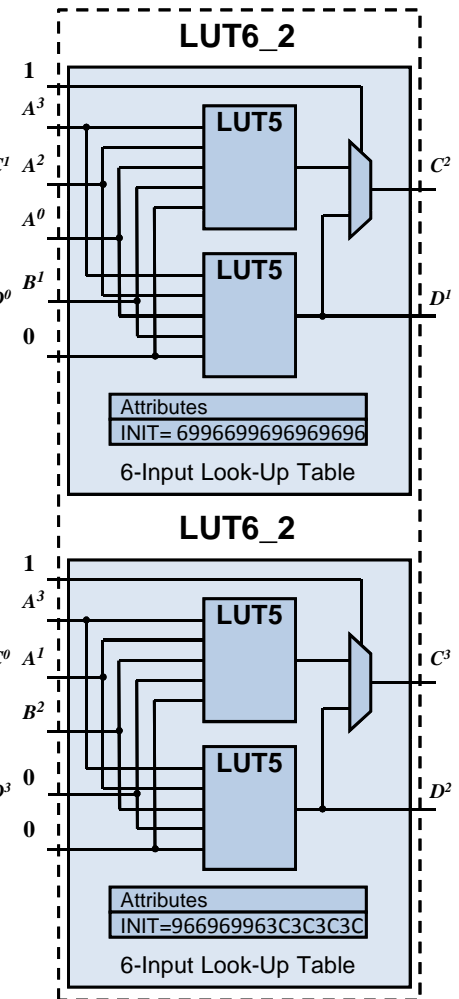 LUT6_2
1
A³
LUT5
A²
C²
A⁰
LUT5
B¹
D¹
0
Attributes
INIT= 6996699696969696
6-Input Look-Up Table
LUT6_2
1
A³
LUT5
A¹
C³
B²
LUT5
0
D²
0
Attributes
INIT=966969963C3C3C3C
6-Input Look-Up Table